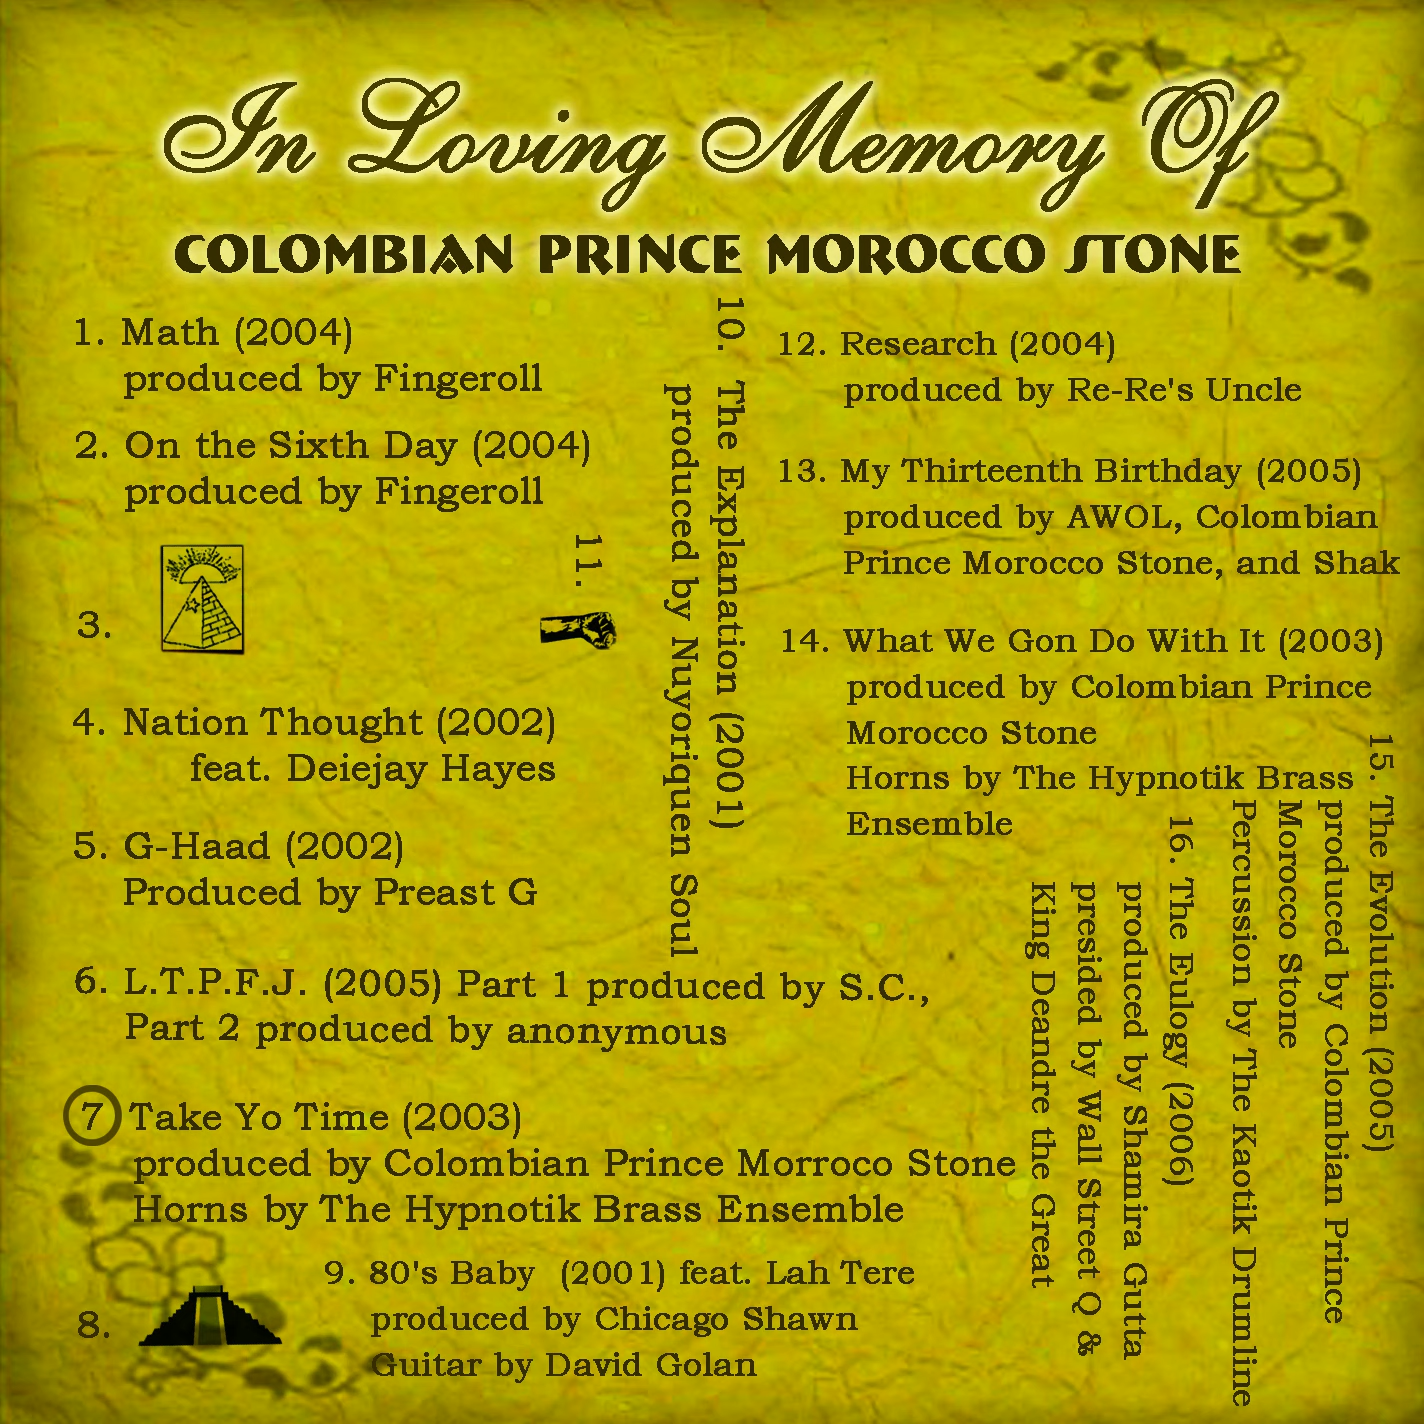 In Loving Memory Of
COLOMBIAN PRINCE MOROCCO STONE
1. Math (2004)
produced by Fingeroll
2. On the Sixth Day (2004)
produced by Fingeroll
3.
4. Nation Thought (2002)
feat. Deiejay Hayes
5. G-Haad (2002)
Produced by Preast G
6. L.T.P.F.J. (2005) Part 1 produced by S.C.,
Part 2 produced by anonymous
7 Take Yo Time (2003)
produced by Colombian Prince Morroco Stone
Horns by The Hypnotik Brass Ensemble
8.
9. 80's Baby (2001) feat. Lah Tere
produced by Chicago Shawn
Guitar by David Golan
10. The Explanation (2001)
produced by Nuyoriquen Soul
11.
12. Research (2004)
produced by Re-Re's Uncle
13. My Thirteenth Birthday (2005)
produced by AWOL, Colombian
Prince Morocco Stone, and Shak
14. What We Gon Do With It (2003)
produced by Colombian Prince
Morocco Stone
Horns by The Hypnotik Brass
Ensemble
15. The Evolution (2005)
produced by Colombian Prince
Morocco Stone
Percussion by The Kaotik Drumline
16. The Eulogy (2006)
produced by Shamira Gutta
presided by Wall Street Q &
King Deandre the Great